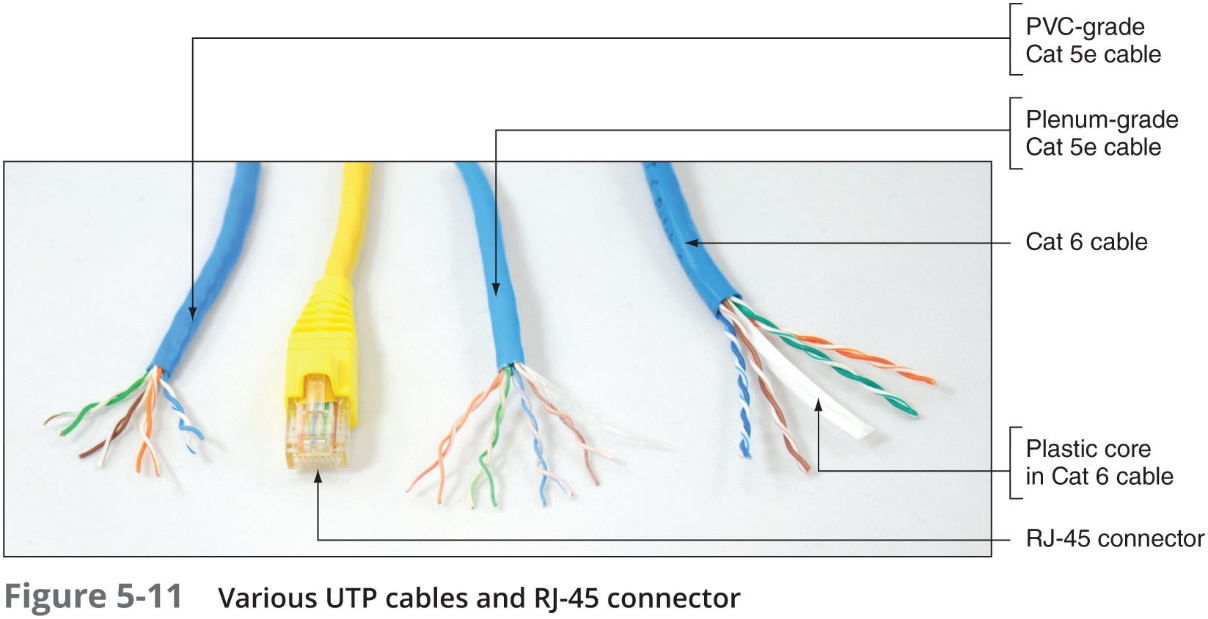 PVC-grade
Cat 5e cable
Plenum-grade
Cat 5e cable
Cat 6 cable
Plastic core
in Cat 6 cable
RJ-45 connector
Figure 5-11 Various UTP cables and RJ-45 connector